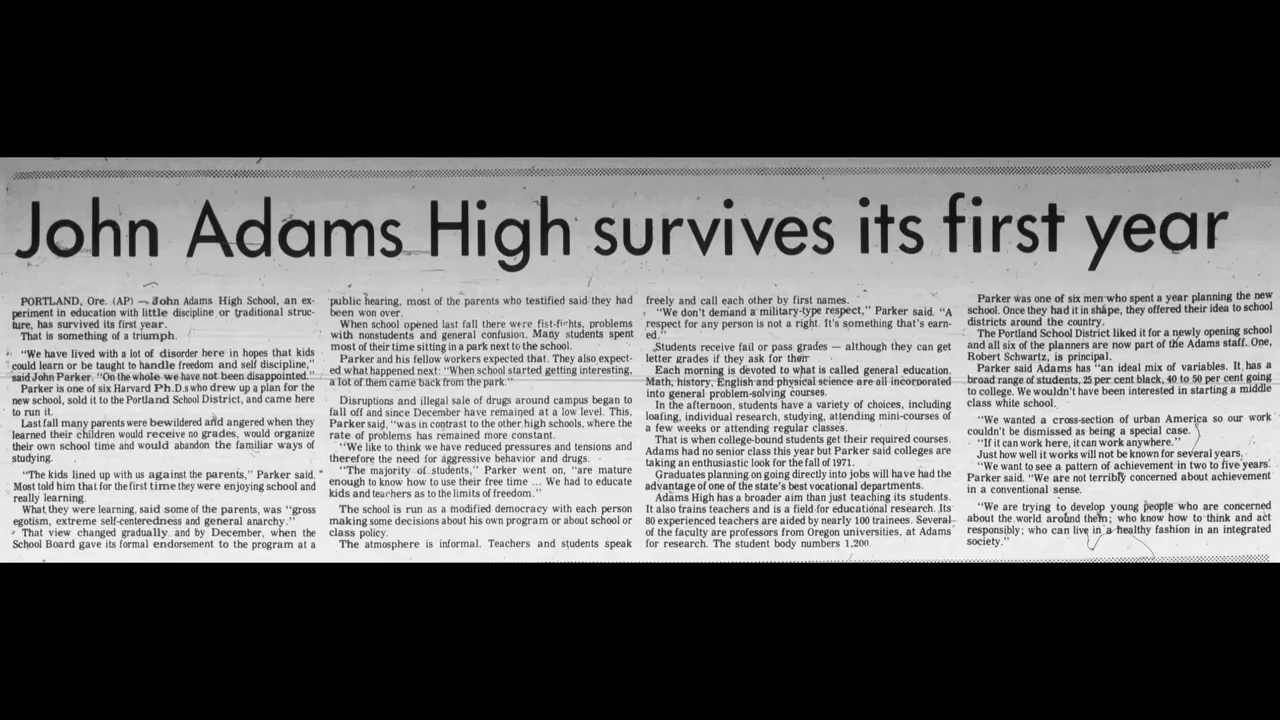 John Adams High survives its first year
PORTLAND, Ore. (AP) — John Adams High School, an ex-
periment in education with little discipline or traditional struc-
ture, has survived its first year.
That is something of a triumph.
"We have lived with a lot of disorder here in hopes that kids
could learn or be taught to handle freedom and self discipline,"
said John Parker. "On the whole we have not been disappointed."
Parker is one of six Harvard Ph.D.s who drew up a plan for the
new school, sold it to the Portland School District, and came here
to run it.
Last fall many parents were bewildered and angered when they
learned their children would receive no grades, would organize
their own school time and would abandon the familiar ways of
studying.
"The kids lined up with us against the parents," Parker said.
Most told him that for the first time they were enjoying school and
really learning.
What they were learning, said some of the parents, was "gross
egotism, extreme self-centeredness and general anarchy."
That view changed gradually and by December, when the
School Board gave its formal endorsement to the program at a
public hearing, most of the parents who testified said they had
been won over.
When school opened last fall there were fist-fights, problems
with nonstudents and general confusion. Many students spent
most of their time sitting in a park next to the school.
Parker and his fellow workers expected that. They also expect-
ed what happened next: "When school started getting interesting,
a lot of them came back from the park."
Disruptions and illegal sale of drugs around campus began to
fall off and since December have remained at a low level. This,
Parker said, "was in contrast to the other high schools, where the
rate of problems has remained more constant.
"We like to think we have reduced pressures and tensions and
therefore the need for aggressive behavior and drugs.
"The majority of students," Parker went on, "are mature
enough to know how to use their free time ... We had to educate
kids and teachers as to the limits of freedom."
The school is run as a modified democracy with each person
making some decisions about his own program or about school or
class policy.
The atmosphere is informal. Teachers and students speak
freely and call each other by first names.
"We don't demand a military-type respect," Parker said. "A
respect for any person is not a right. It's something that's earn-
ed."
Students receive fail or pass grades — although they can get
letter grades if they ask for them
Each morning is devoted to what is called general education.
Math, history, English and physical science are all incorporated
into general problem-solving courses.
In the afternoon, students have a variety of choices, including
loafing, individual research, studying, attending mini-courses of
a few weeks or attending regular classes.
That is when college-bound students get their required courses.
Adams had no senior class this year but Parker said colleges are
taking an enthusiastic look for the fall of 1971.
Graduates planning on going directly into jobs will have had the
advantage of one of the state's best vocational departments.
Adams High has a broader aim than just teaching its students.
It also trains teachers and is a field for educational research. Its
80 experienced teachers are aided by nearly 100 trainees. Several
of the faculty are professors from Oregon universities, at Adams
for research. The student body numbers 1,200
Parker was one of six men who spent a year planning the new
school. Once they had it in shape, they offered their idea to school
districts around the country.
The Portland School District liked it for a newly opening school
and all six of the planners are now part of the Adams staff. One,
Robert Schwartz, is principal.
Parker said Adams has "an ideal mix of variables. It has a
broad range of students, 25 per cent black, 40 to 50 per cent going
to college. We wouldn't have been interested in starting a middle
class white school.
"We wanted a cross-section of urban America so our work
couldn't be dismissed as being a special case.
"If it can work here, it can work anywhere."
Just how well it works will not be known for several years.
"We want to see a pattern of achievement in two to five years.
Parker said. "We are not terribly concerned about achievement
in a conventional sense.
"We are trying to develop young people who are concerned
about the world around them; who know how to think and act
responsibly; who can live in a healthy fashion in an integrated
society."